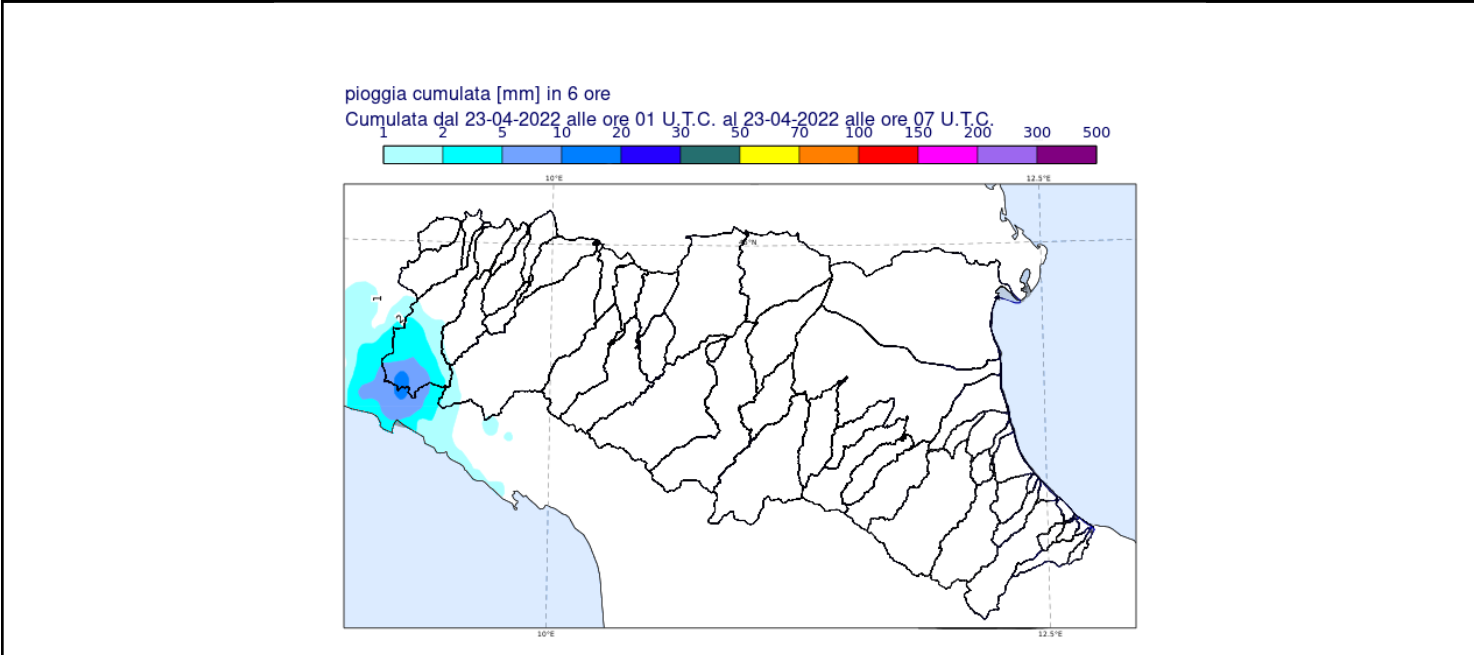 pioggia cumulata [mm] in 6 ore
Cumulata dal 23-04-2022 alle ore 01 U.T.C. al 23-04-2022 alle ore 07 U.T.C.
1 2 5 10 20 30 50 70 100 150 200 300 500
10°E 12.5°E
1
2
10°E 12.5°E